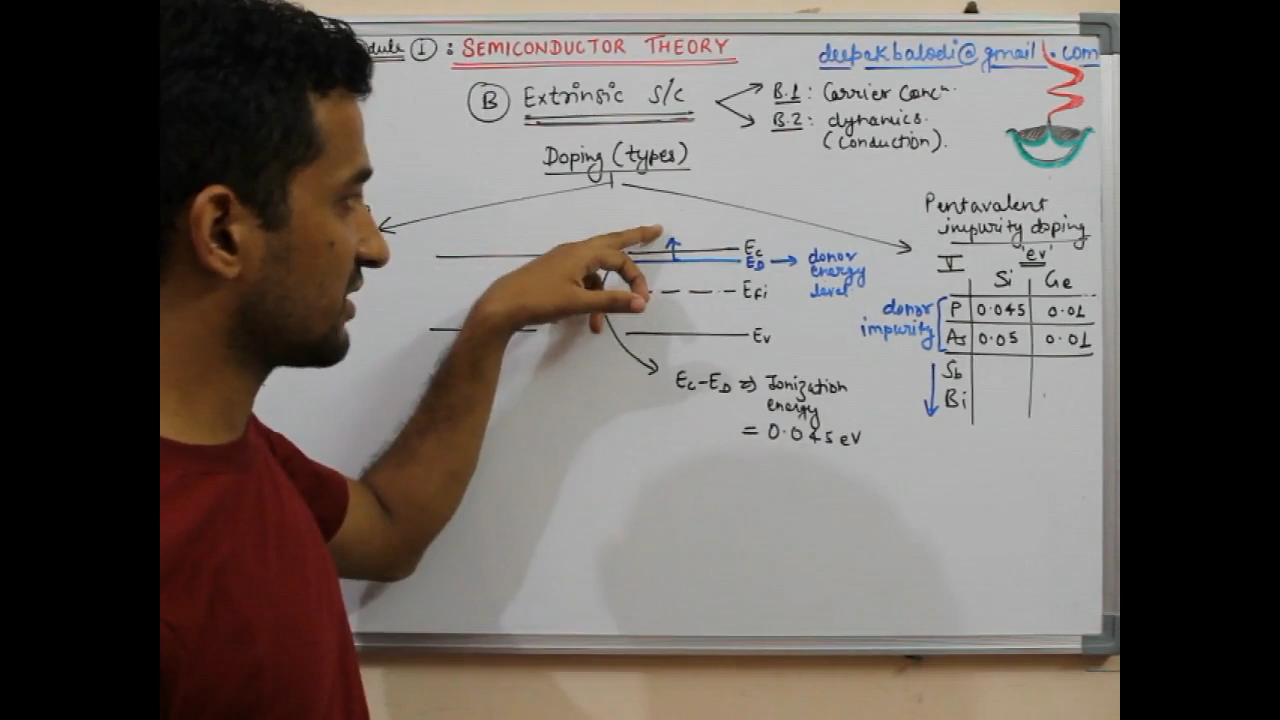 dule I : SEMICONDUCTOR THEORY
deepakbalodi@gmail.com
B Extrinsic S/C
B.1 : Carrier Concn.
B.2 : dynamics.
(Conduction).
Doping (types)
Pentavalent
impurity doping
V
'ev'
Si Ge
P 0.045 0.01
As 0.05 0.01
Sb
Bi
donor
impurity
Ec
ED
donor
energy
level
Efi
Ev
Ec-ED => Ionization
energy
= 0.045 eV